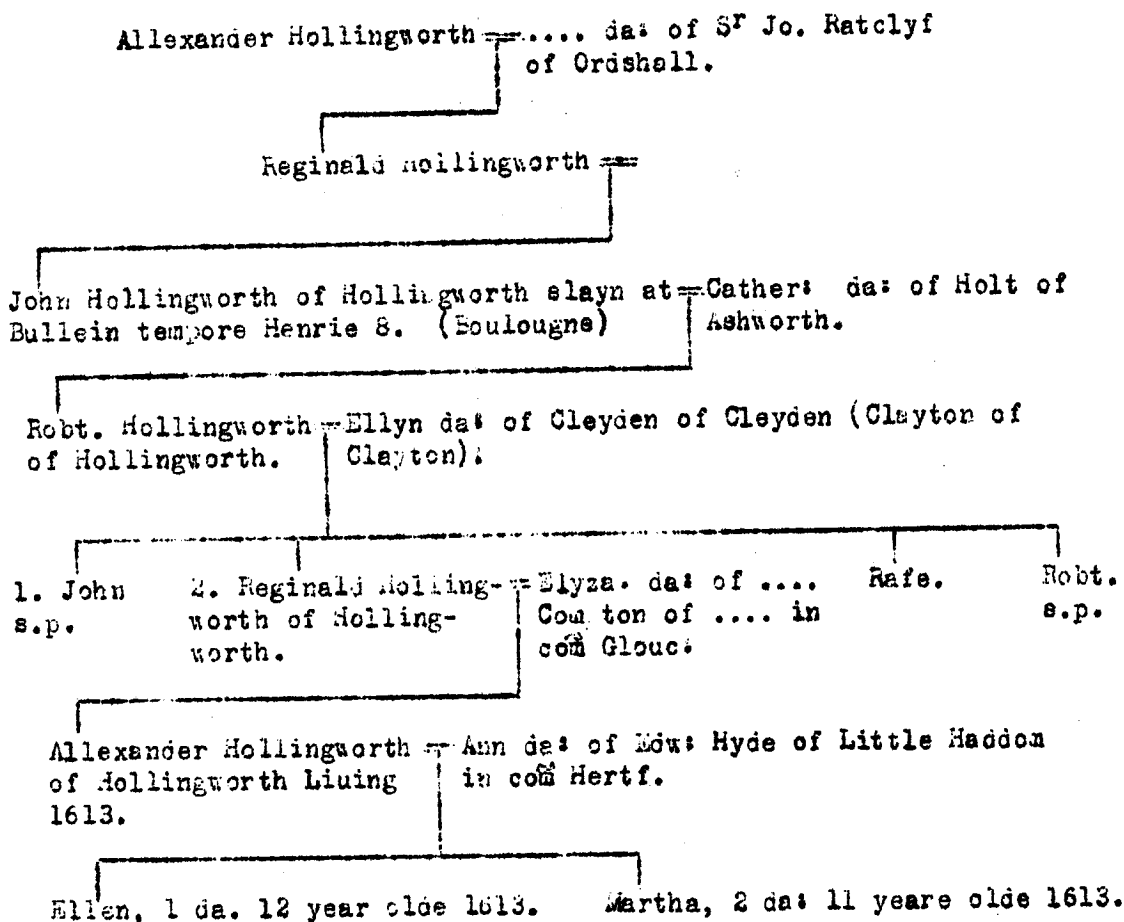 Allexander Hollingworth == .... da: of Sr Jo. Ratclyf
of Ordshall.
Reginald Hollingworth ==
John Hollingworth of Hollingworth slayn at = Cather: da: of Holt of
Bullein tempore Henrie 8. (Boulougne) Ashworth.
Robt. Hollingworth = Ellyn da: of Cleyden of Cleyden (Clayton of
of Hollingworth. Clayton).
1. John 2. Reginald Holling- = Elyza. da: of .... Rafe. Robt.
s.p. worth of Holling- Com ton of .... in s.p.
worth. com Glouc:
Allexander Hollingworth = Ann da: of Edw: Hyde of Little Haddon
of Hollingworth Liuing in com Hertf.
1613.
Ellen, 1 da. 12 year olde 1613. Martha, 2 da: 11 yeare olde 1613.